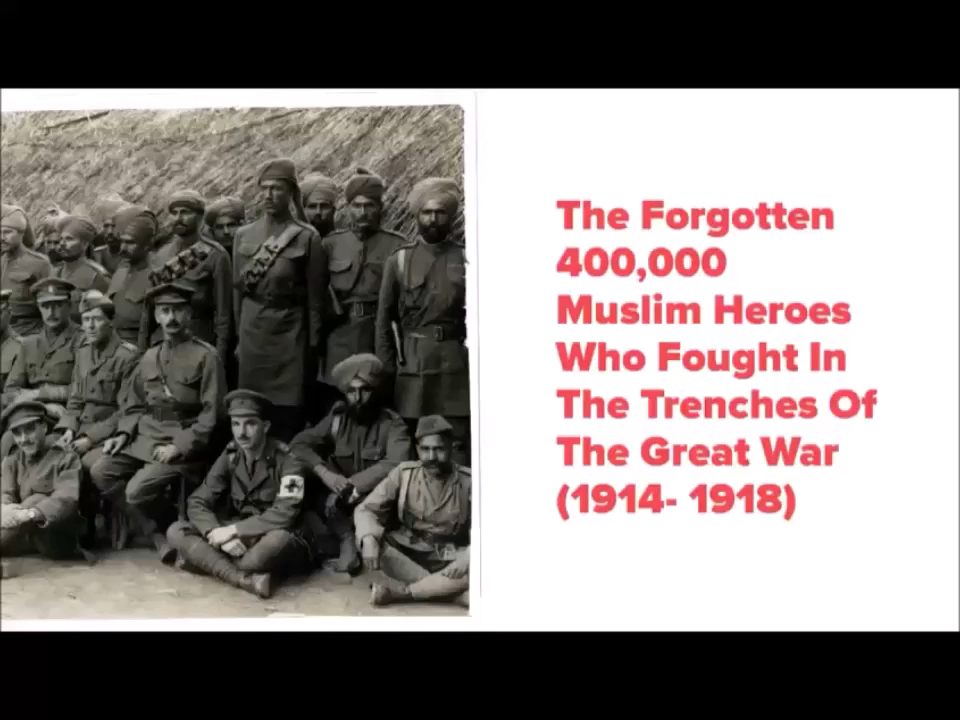 The Forgotten
400,000
Muslim Heroes
Who Fought In
The Trenches Of
The Great War
(1914- 1918)